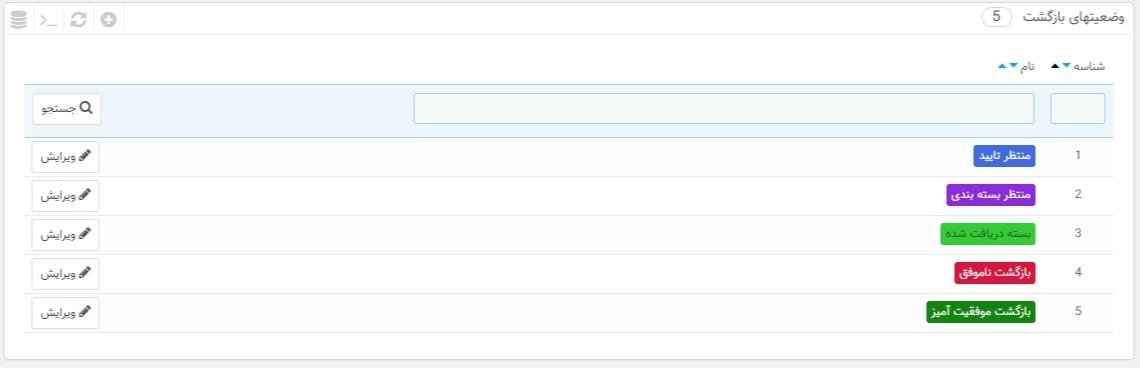 وضعیتهای بازگشت 5
شناسه نام
جستجو
1 منتظر تایید ویرایش
2 منتظر بسته بندی ویرایش
3 بسته دریافت شده ویرایش
4 بازگشت ناموفق ویرایش
5 بازگشت موفقیت آمیز ویرایش